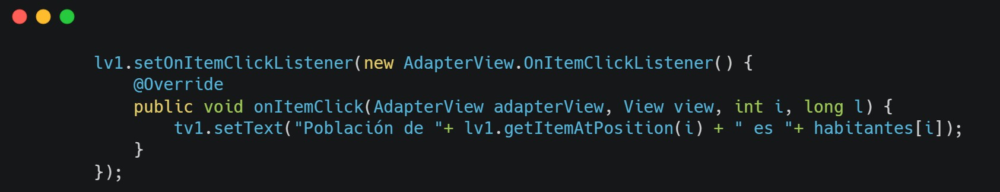 lv1.setOnItemClickListener(new AdapterView.OnItemClickListener() {
@Override
public void onItemClick(AdapterView adapterView, View view, int i, long l) {
tv1.setText("Población de "+ lv1.getItemAtPosition(i) + " es "+ habitantes[i]);
}
});